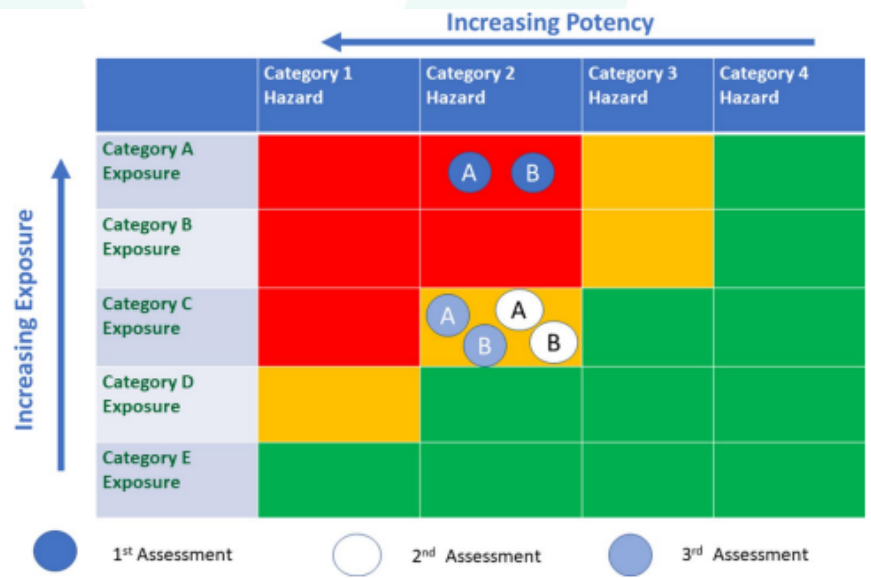 Increasing Potency
Category 1
Hazard
Category 2
Hazard
Category 3
Hazard
Category 4
Hazard
Increasing Exposure
Category A
Exposure
A
B
Category B
Exposure
Category C
Exposure
A
A
B
B
Category D
Exposure
Category E
Exposure
1st Assessment
2nd Assessment
3rd Assessment